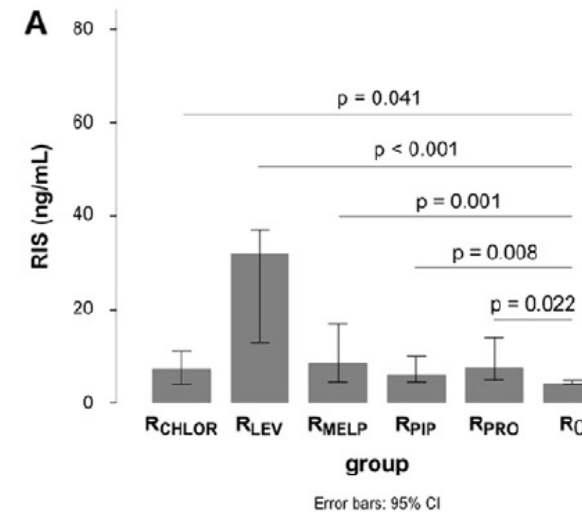 A
RIS (ng/mL)
80
60
40
20
0
p = 0.041
p < 0.001
p = 0.001
p = 0.008
p = 0.022
RCHLOR RLEV RMELP RPIP RPRO
group
Error bars: 95% CI